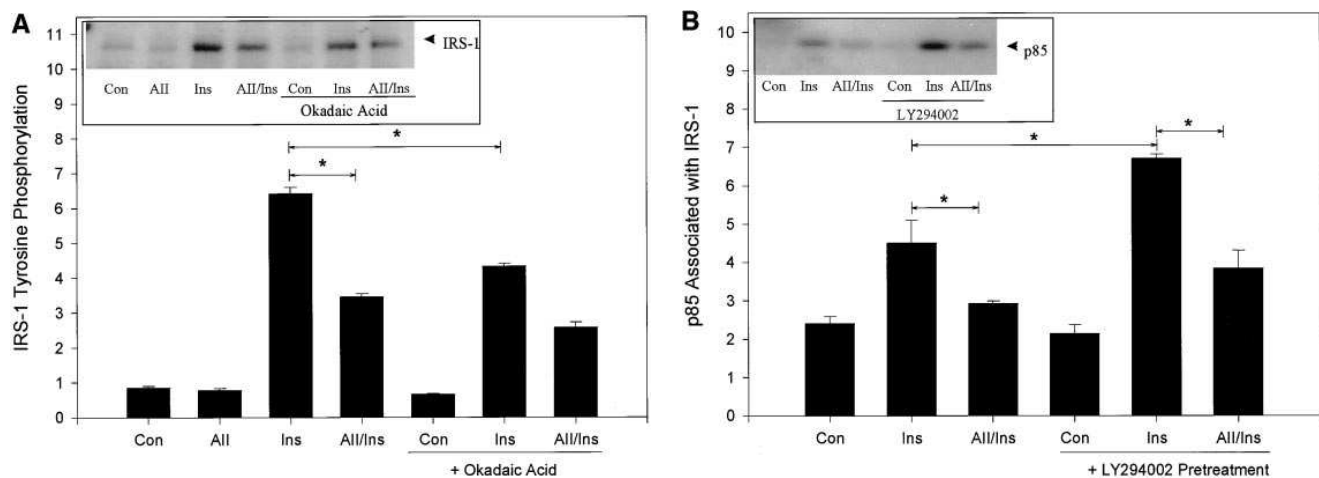 A
IRS-1 Tyrosine Phosphorylation
11
10
9
8
7
6
5
4
3
2
1
0
IRS-1
Con AII Ins AII/Ins Con Ins AII/Ins
Okadaic Acid
*
*
Con AII Ins AII/Ins Con Ins AII/Ins
+ Okadaic Acid
B
p85 Associated with IRS-1
10
9
8
7
6
5
4
3
2
1
0
p85
Con Ins AII/Ins Con Ins AII/Ins
LY294002
*
*
*
Con Ins AII/Ins Con Ins AII/Ins
+ LY294002 Pretreatment